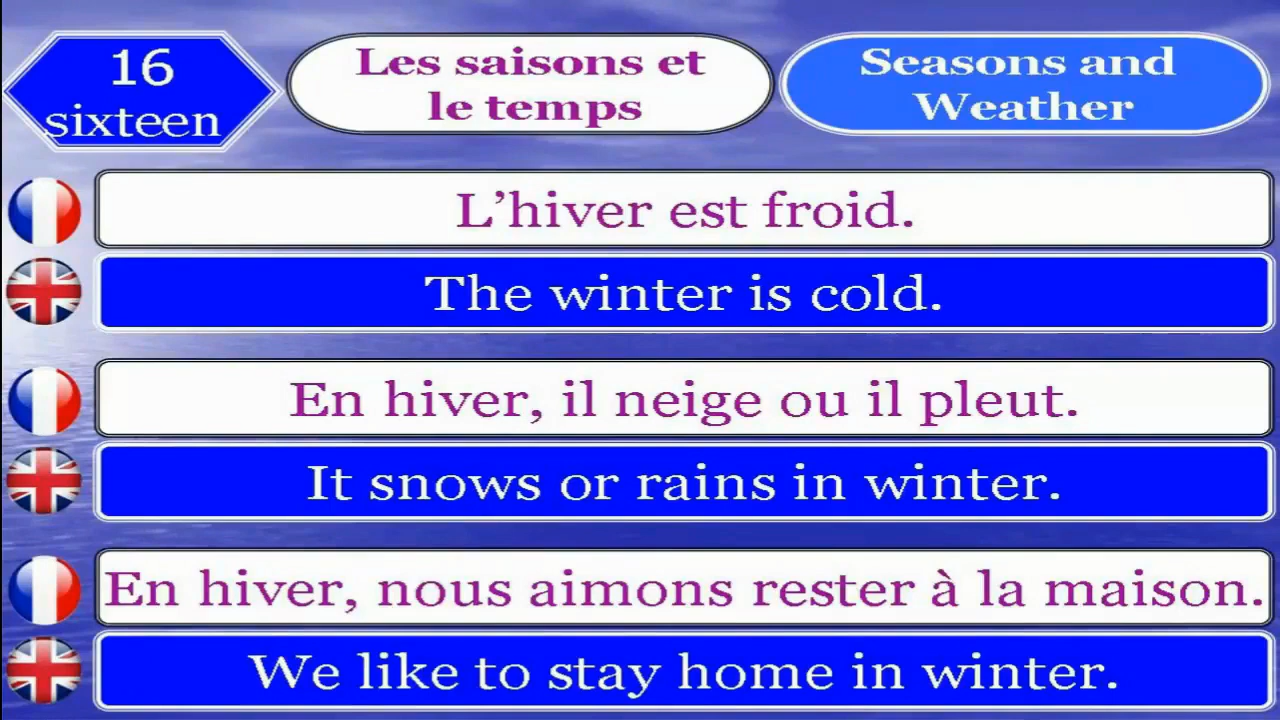 16
sixteen
Les saisons et
le temps
Seasons and
Weather
L’hiver est froid.
The winter is cold.
En hiver, il neige ou il pleut.
It snows or rains in winter.
En hiver, nous aimons rester à la maison.
We like to stay home in winter.